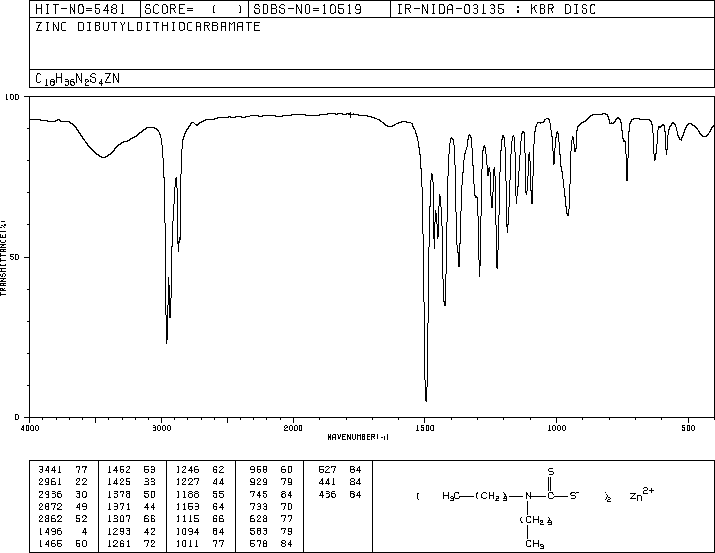 HIT-NO=5481 SCORE= ( ) SDBS-NO=10519 IR-NIDA-03135 : KBR DISC
ZINC DIBUTYLDITHIOCARBAMATE
C18H36N2S4ZN
100
50
0
TRANSMITTANCE(%)
4000 3000 2000 1500 1000 500
WAVENUMBER(-1)
3441 77 1452 53 1246 62 958 60 527 84
2961 22 1425 33 1227 44 929 79 441 84
2936 30 1378 50 1188 55 745 84 436 84
2872 49 1371 44 1153 64 733 70
2862 52 1307 66 1115 66 628 77
1496 4 1293 42 1094 64 583 79
1465 50 1261 72 1011 77 578 84
S
( H3C-(CH2)3-N-C-S- )2 Zn2+
(CH2)3
CH3